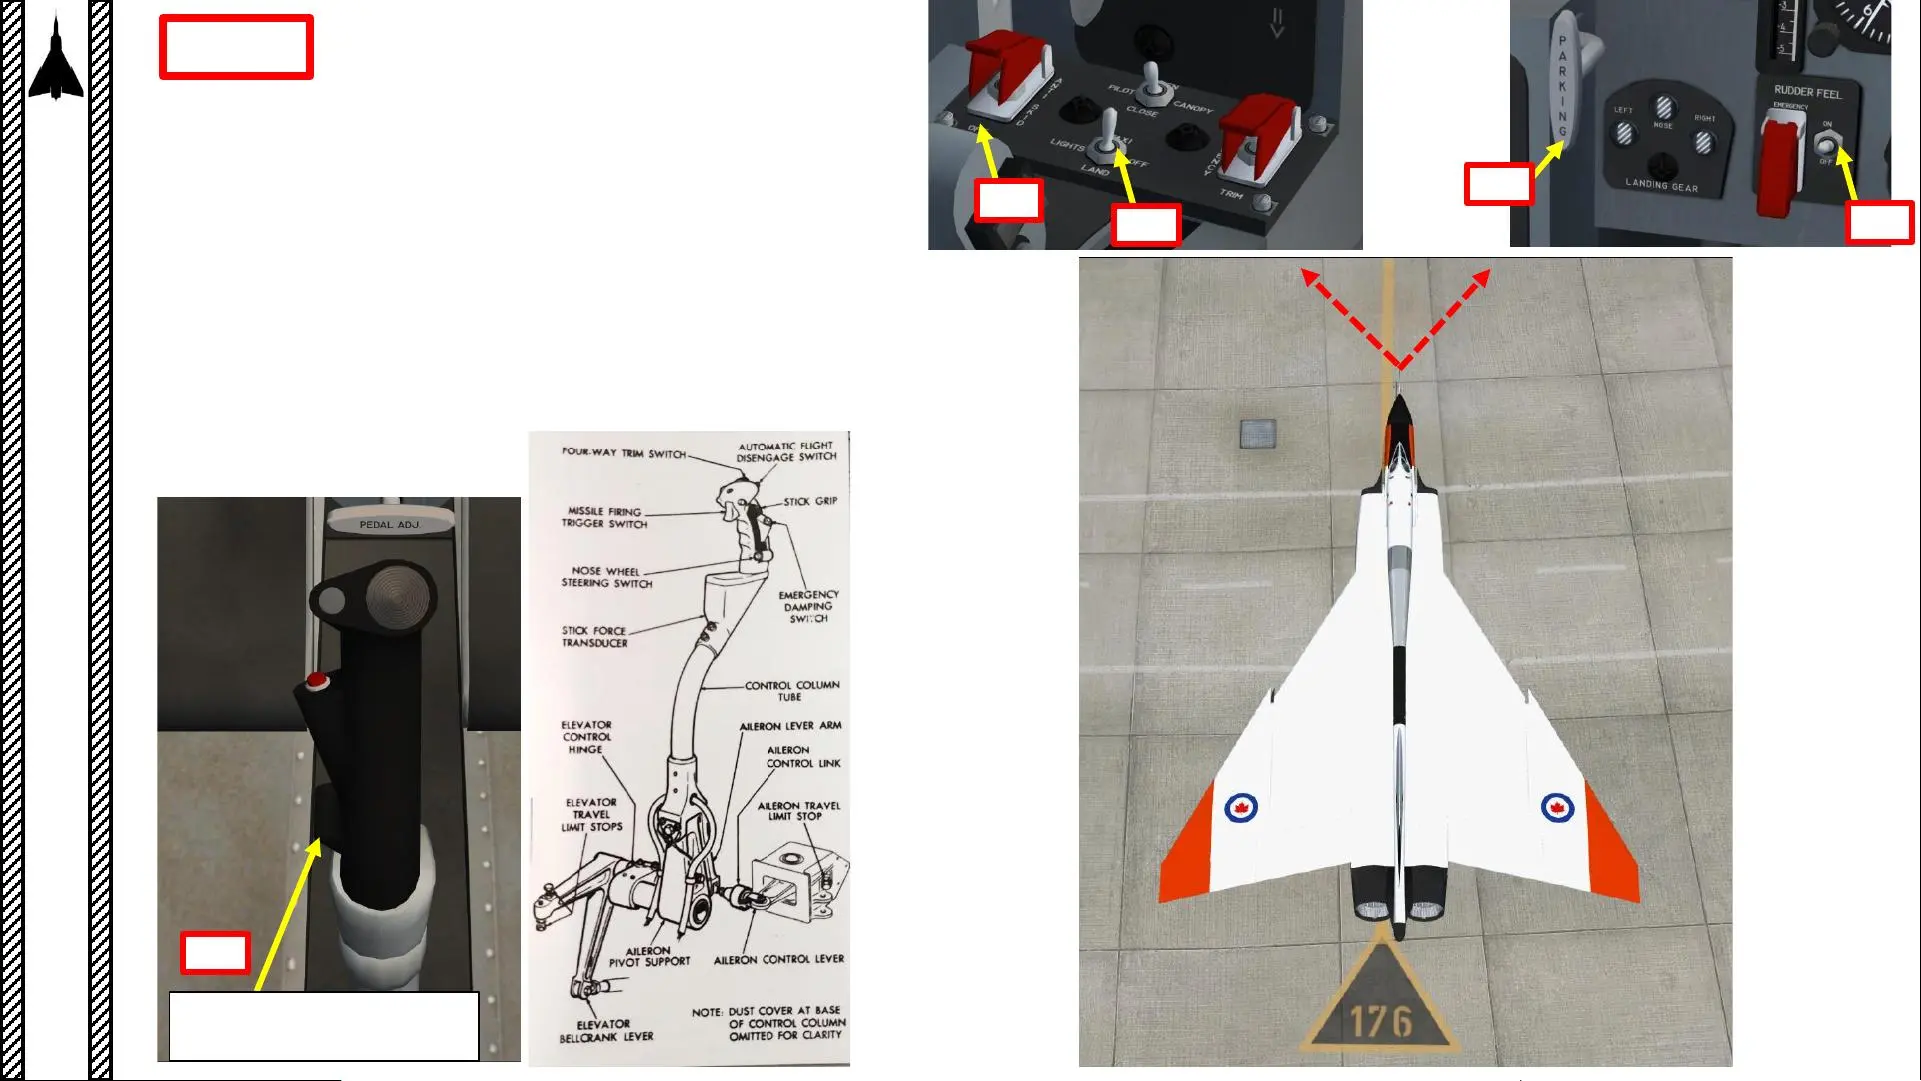 ANTI SKID
PILOT
CLOSE
CANOPY
LIGHTS
OFF
LAND
TRIM
PARKING
LEFT
NOSE
RIGHT
LANDING GEAR
RUDDER FEEL
EMERGENCY
ON
OFF
PEDAL ADJ.
FOUR-WAY TRIM SWITCH
AUTOMATIC FLIGHT
DISENGAGE SWITCH
STICK GRIP
MISSILE FIRING
TRIGGER SWITCH
NOSE WHEEL
STEERING SWITCH
EMERGENCY
DAMPING
SWITCH
STICK FORCE
TRANSDUCER
CONTROL COLUMN
TUBE
ELEVATOR
CONTROL
HINGE
AILERON LEVER ARM
AILERON
CONTROL LINK
ELEVATOR
TRAVEL
LIMIT STOPS
AILERON TRAVEL
LIMIT STOP
AILERON
PIVOT SUPPORT
AILERON CONTROL LEVER
ELEVATOR
BELLCRANK LEVER
NOTE: DUST COVER AT BASE
OF CONTROL COLUMN
OMITTED FOR CLARITY
176